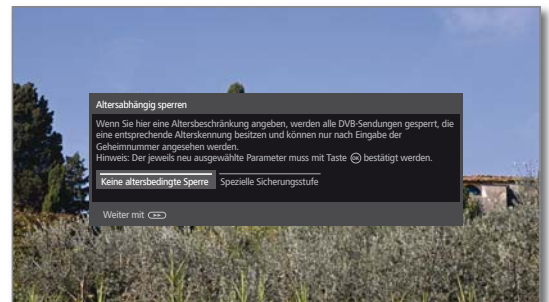 Altersabhängig sperren
Wenn Sie hier eine Altersbeschränkung angeben, werden alle DVB-Sendungen gesperrt, die
eine entsprechende Alterskennung besitzen und können nur nach Eingabe der
Geheimnummer angesehen werden.
Hinweis: Der jeweils neu ausgewählte Parameter muss mit Taste OK bestätigt werden.
Keine altersbedingte Sperre Spezielle Sicherungsstufe
Weiter mit